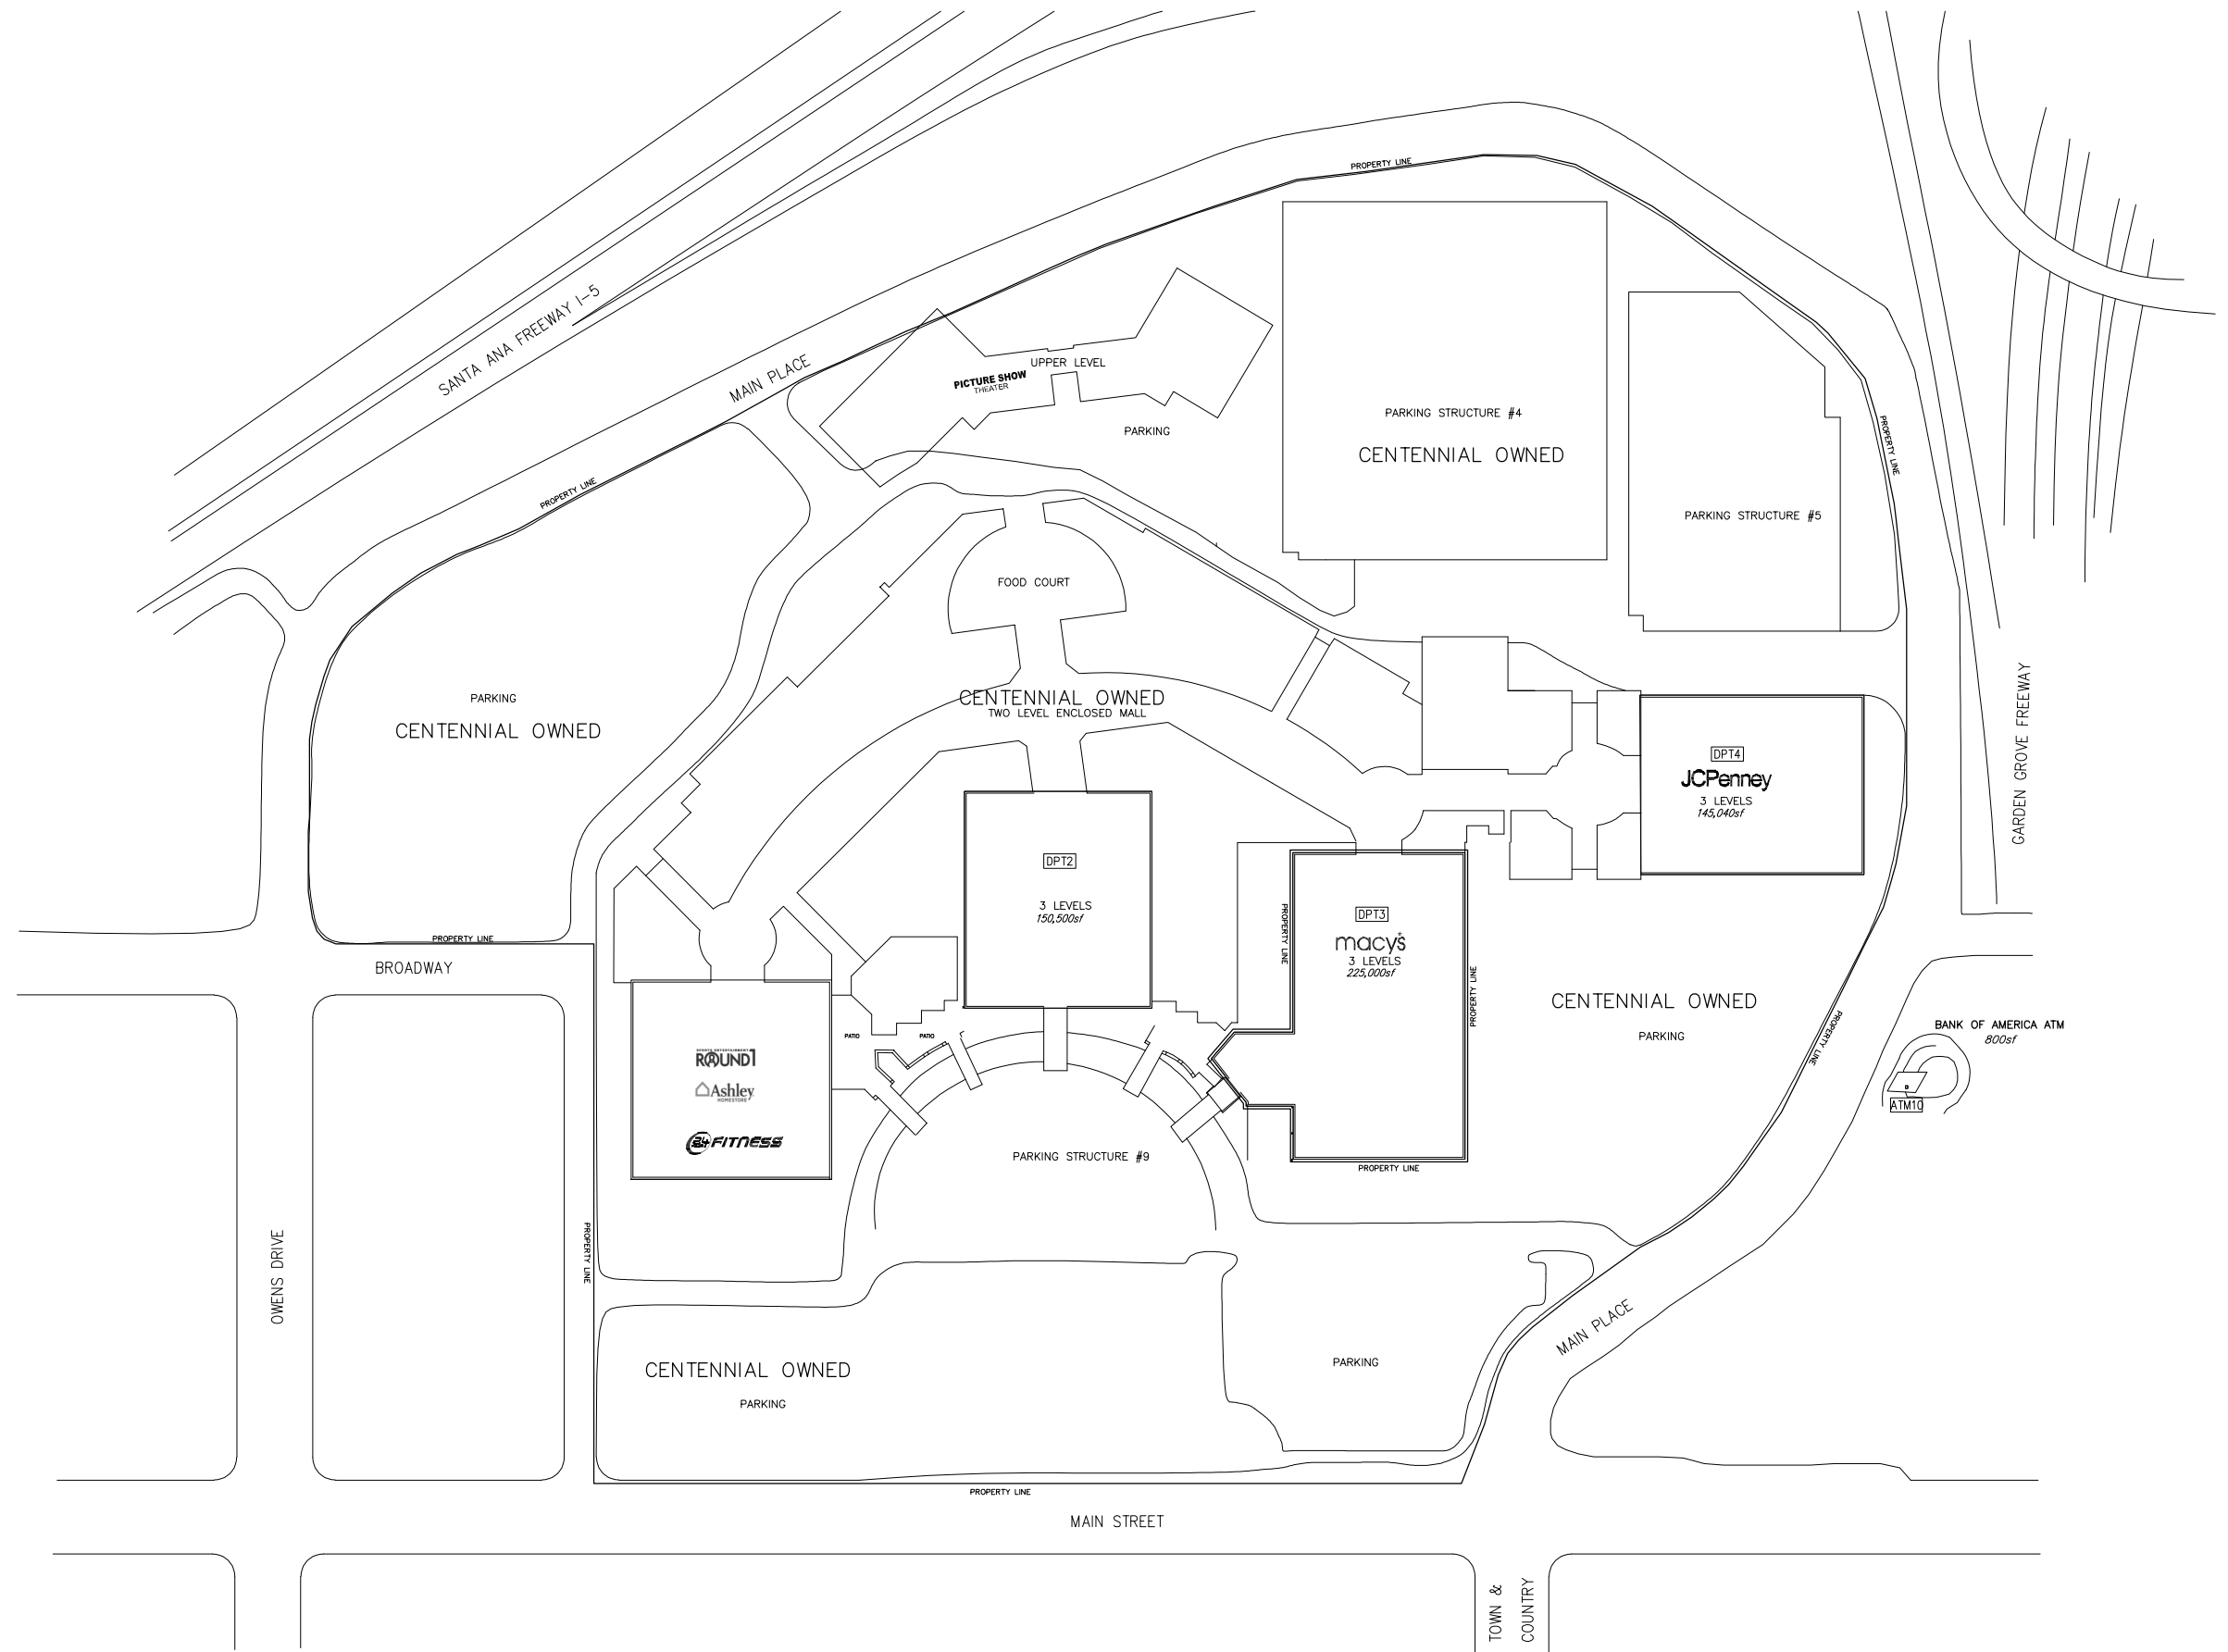 PROPERTY LINE
SANTA ANA FREEWAY I-5
MAIN PLACE
UPPER LEVEL
PICTURE SHOW
THEATER
PARKING
PARKING STRUCTURE #4
CENTENNIAL OWNED
PROPERTY LINE
PARKING STRUCTURE #5
PROPERTY LINE
FOOD COURT
PARKING
CENTENNIAL OWNED
CENTENNIAL OWNED
TWO LEVEL ENCLOSED MALL
GARDEN GROVE FREEWAY
DPT4
JCPenney
3 LEVELS
145,040sf
DPT2
3 LEVELS
150,500sf
DPT3
macy's
3 LEVELS
225,000sf
PROPERTY LINE
PROPERTY LINE
PROPERTY LINE
BROADWAY
CENTENNIAL OWNED
PARKING
PROPERTY LINE
BANK OF AMERICA ATM
800sf
ATM10
PATIO
PATIO
ROUND1
Ashley
HOMESTORE
24 FITNESS
PARKING STRUCTURE #9
PROPERTY LINE
PROPERTY LINE
OWENS DRIVE
MAIN PLACE
CENTENNIAL OWNED
PARKING
PARKING
PROPERTY LINE
MAIN STREET
TOWN &
COUNTRY